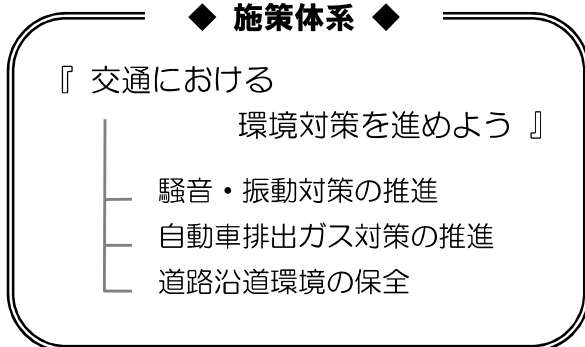 ◆ 施策体系 ◆
『 交通における
環境対策を進めよう 』
騒音・振動対策の推進
自動車排出ガス対策の推進
道路沿道環境の保全